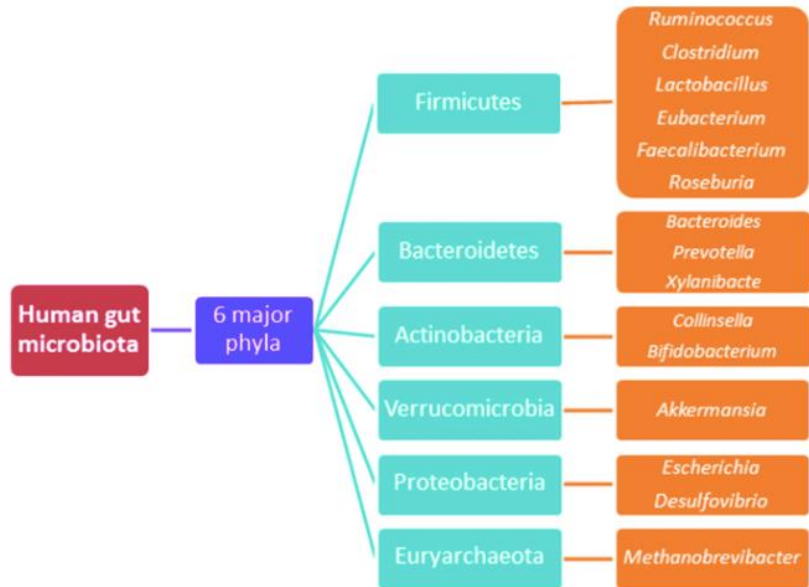 Human gut
microbiota
6 major
phyla
Firmicutes
Ruminococcus
Clostridium
Lactobacillus
Eubacterium
Faecalibacterium
Roseburia
Bacteroidetes
Bacteroides
Prevotella
Xylanibacte
Actinobacteria
Collinsella
Bifidobacterium
Verrucomicrobia
Akkermansia
Proteobacteria
Escherichia
Desulfovibrio
Euryarchaeota
Methanobrevibacter